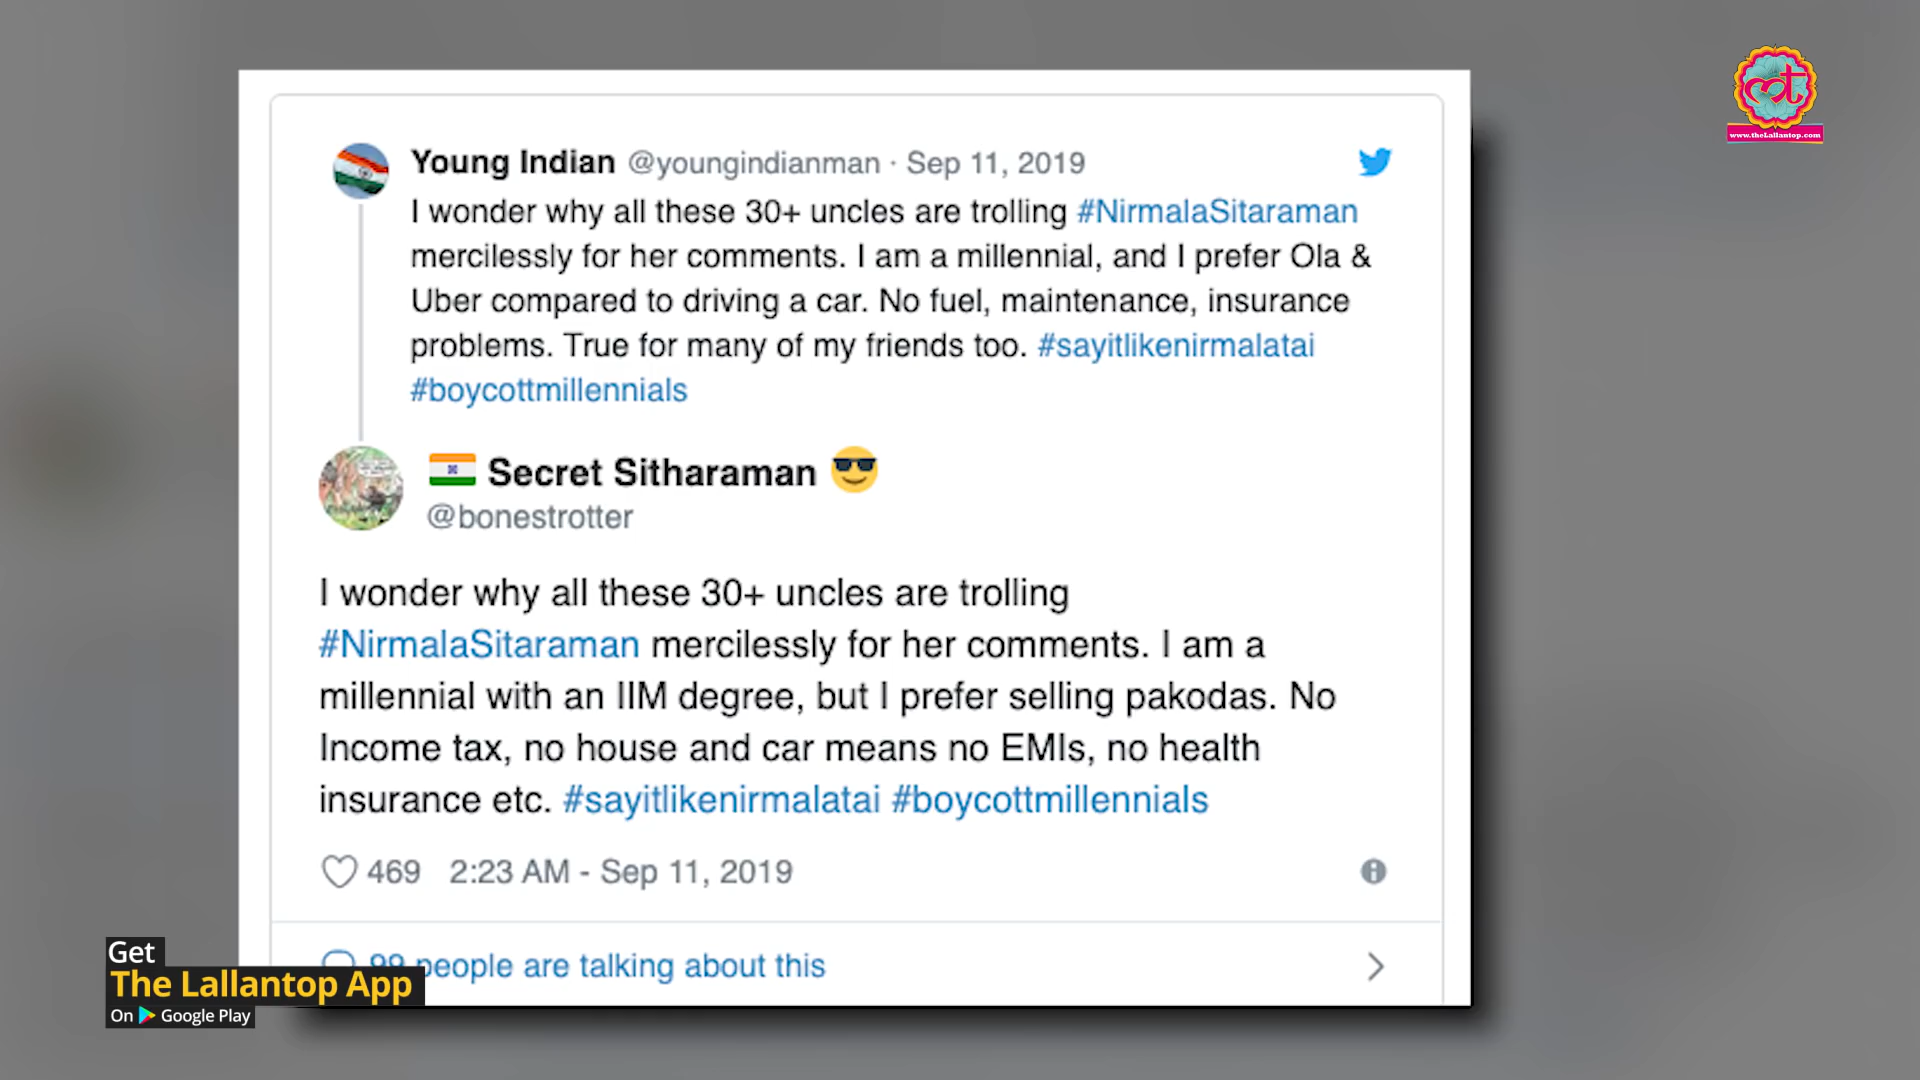 www.theLallantop.com
Young Indian @youngindianman · Sep 11, 2019
I wonder why all these 30+ uncles are trolling #NirmalaSitaraman
mercilessly for her comments. I am a millennial, and I prefer Ola &
Uber compared to driving a car. No fuel, maintenance, insurance
problems. True for many of my friends too. #sayitlikenirmalatai
#boycottmillennials
Secret Sitharaman
@bonestrotter
I wonder why all these 30+ uncles are trolling
#NirmalaSitaraman mercilessly for her comments. I am a
millennial with an IIM degree, but I prefer selling pakodas. No
Income tax, no house and car means no EMIs, no health
insurance etc. #sayitlikenirmalatai #boycottmillennials
469 2:23 AM - Sep 11, 2019
99 people are talking about this
Get
The Lallantop App
On Google Play